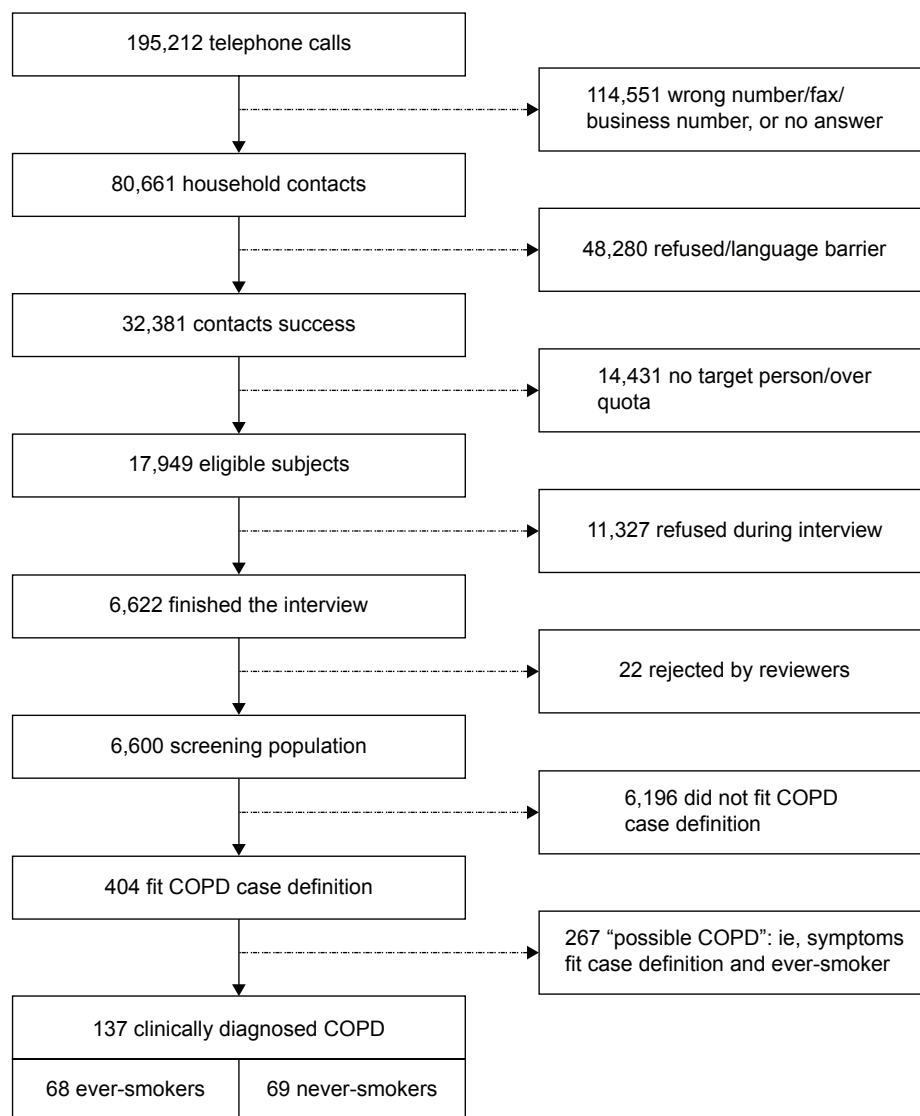 195,212 telephone calls
114,551 wrong number/fax/
business number, or no answer
80,661 household contacts
48,280 refused/language barrier
32,381 contacts success
14,431 no target person/over
quota
17,949 eligible subjects
11,327 refused during interview
6,622 finished the interview
22 rejected by reviewers
6,600 screening population
6,196 did not fit COPD
case definition
404 fit COPD case definition
267 “possible COPD”: ie, symptoms
fit case definition and ever-smoker
137 clinically diagnosed COPD
68 ever-smokers
69 never-smokers